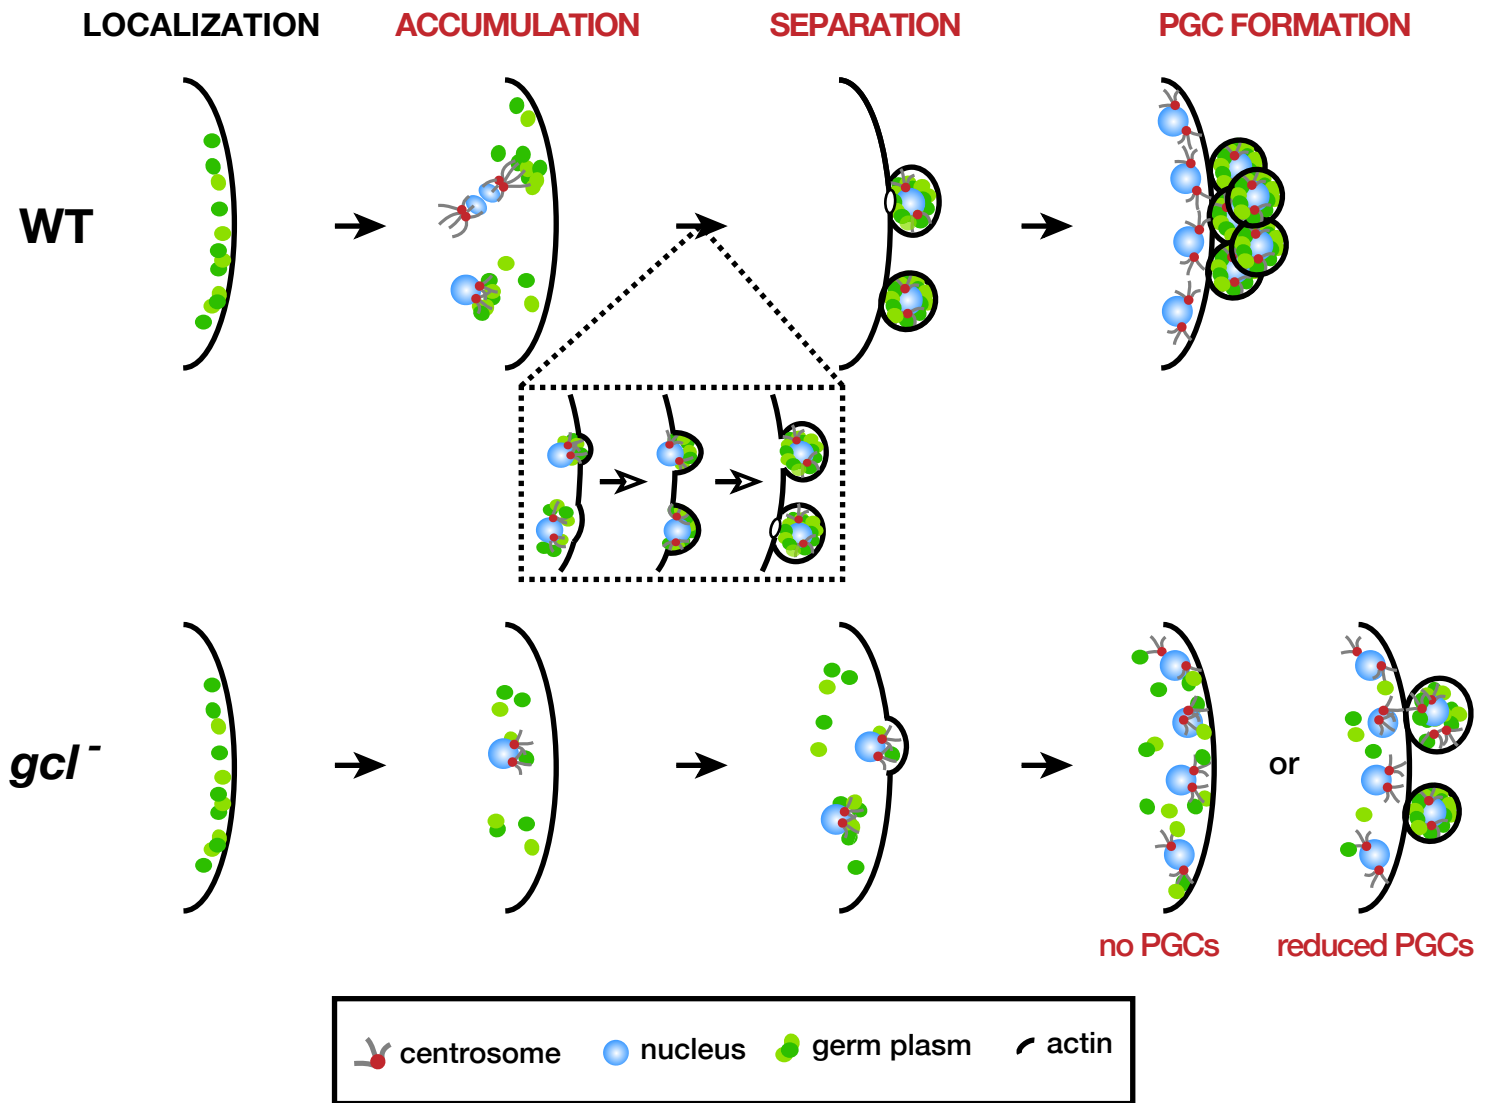 LOCALIZATION
ACCUMULATION
SEPARATION
PGC FORMATION
WT
gcl -
or
no PGCs
reduced PGCs
centrosome
nucleus
germ plasm
actin